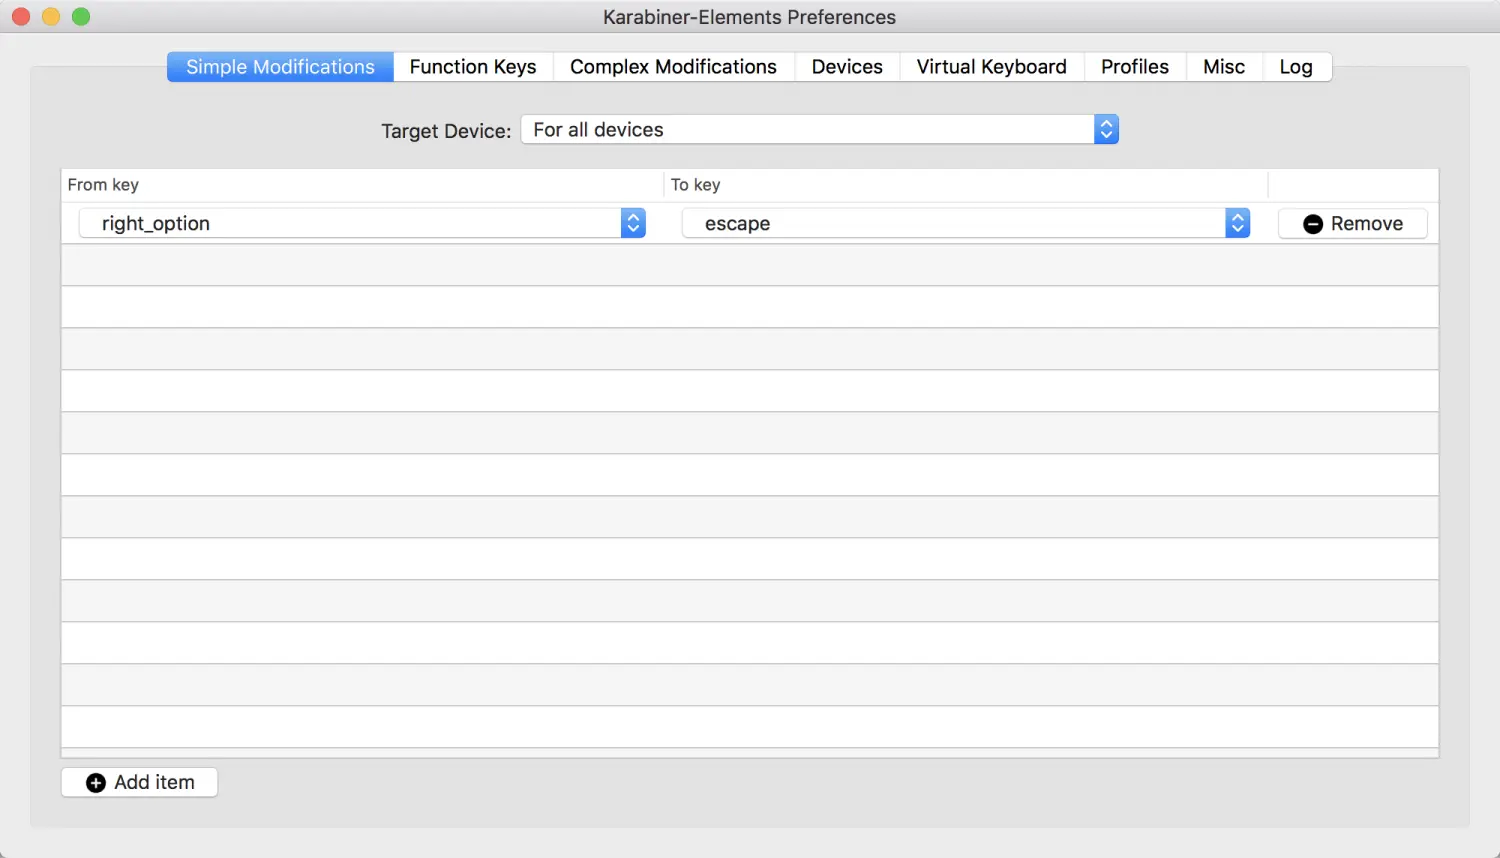 Karabiner-Elements Preferences
Simple Modifications Function Keys Complex Modifications Devices Virtual Keyboard Profiles Misc Log
Target Device: For all devices
From key To key
right_option escape Remove
Add item